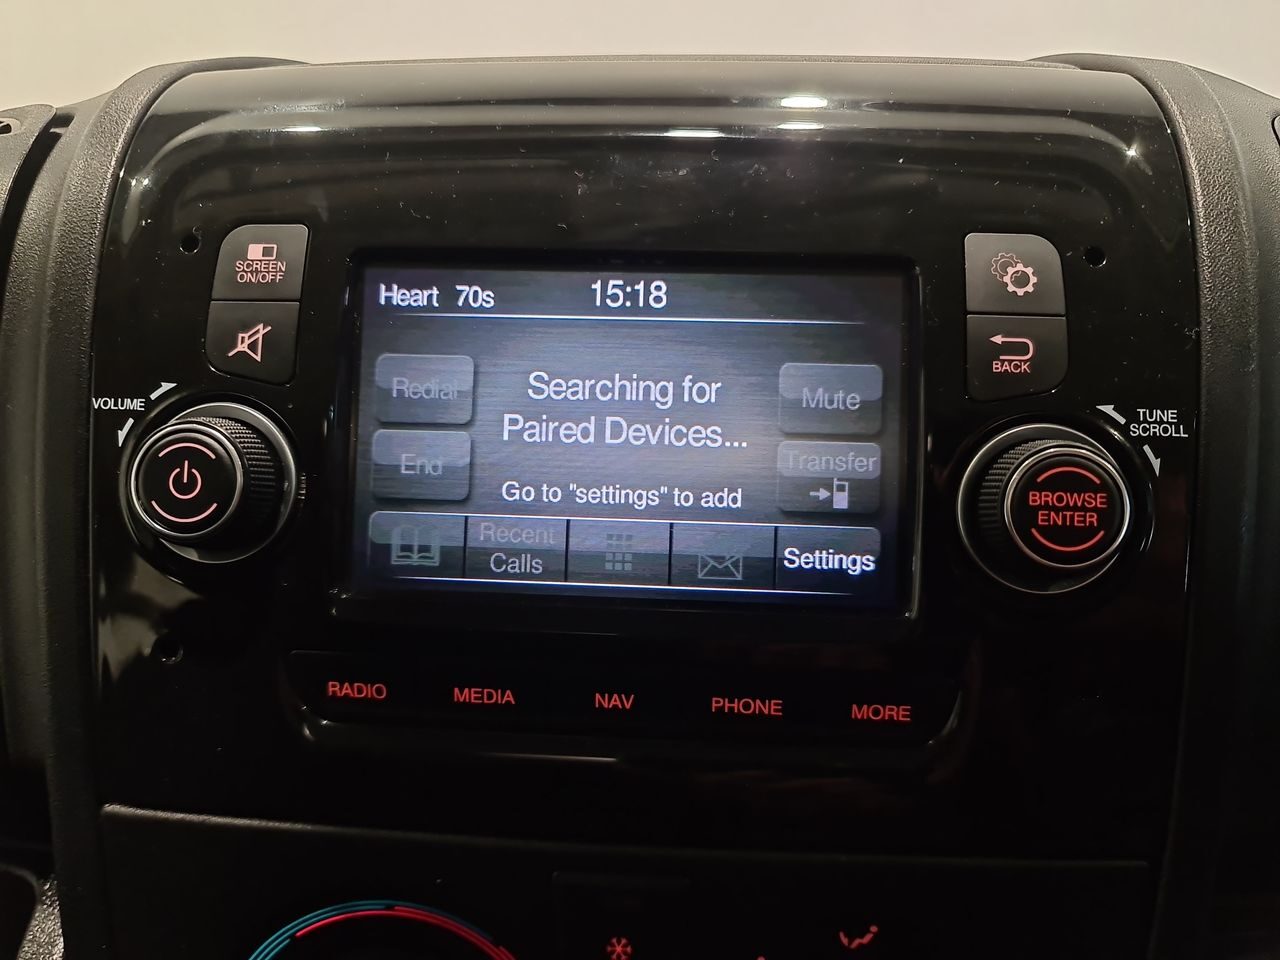 SCREEN
ON/OFF
VOLUME
Heart 70s
15:18
Redial
Searching for
Paired Devices...
Mute
End
Transfer
Go to "settings" to add
Recent
Calls
Settings
BACK
TUNE
SCROLL
BROWSE
ENTER
RADIO
MEDIA
NAV
PHONE
MORE